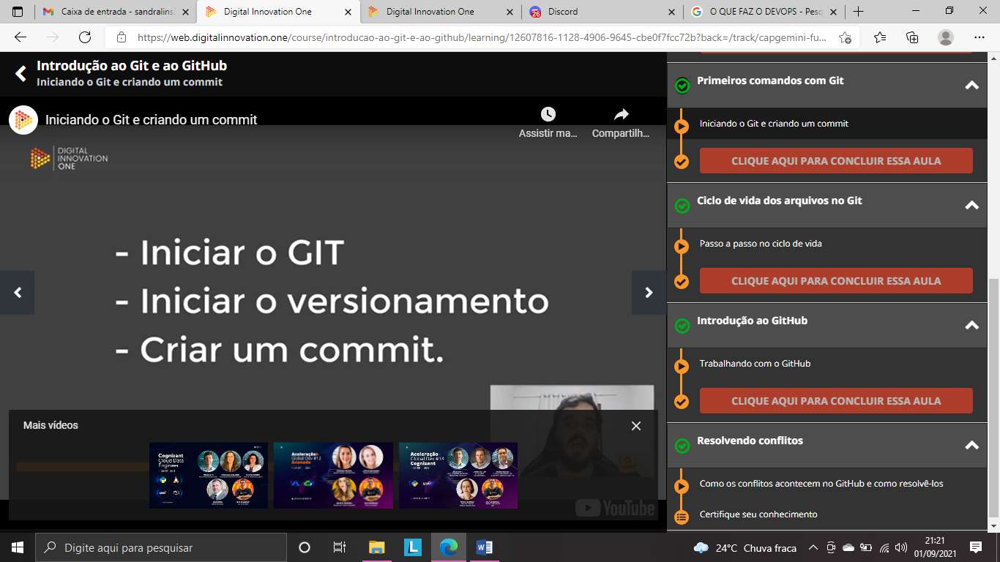 Caixa de entrada - sandralins
Digital Innovation One
Digital Innovation One
26
Discord
O QUE FAZ O DEVOPS - Pesq
https://web.digitalinnovation.one/course/introducao-ao-git-e-ao-github/learning/12607816-1128-4906-9645-cbe0f7fcc72b?back=/track/capgemini-fu...
Introdução ao Git e ao GitHub
Iniciando o Git e criando um commit
Iniciando o Git e criando um commit
Assistir ma...
Compartilh...
DIGITAL
INNOVATION
ONE
- Iniciar o GIT
- Iniciar o versionamento
- Criar um commit.
Mais vídeos
Cognizant
Cloud Data
Engineer
Aceleração
Global Dev #12
Avanade
Aceleração
Global Dev #14
Cognizant
YouTube
Primeiros comandos com Git
Iniciando o Git e criando um commit
CLIQUE AQUI PARA CONCLUIR ESSA AULA
Ciclo de vida dos arquivos no Git
Passo a passo no ciclo de vida
CLIQUE AQUI PARA CONCLUIR ESSA AULA
Introdução ao GitHub
Trabalhando com o GitHub
CLIQUE AQUI PARA CONCLUIR ESSA AULA
Resolvendo conflitos
Como os conflitos acontecem no GitHub e como resolvê-los
Certifique seu conhecimento
Digite aqui para pesquisar
L
24°C Chuva fraca
21:21
01/09/2021